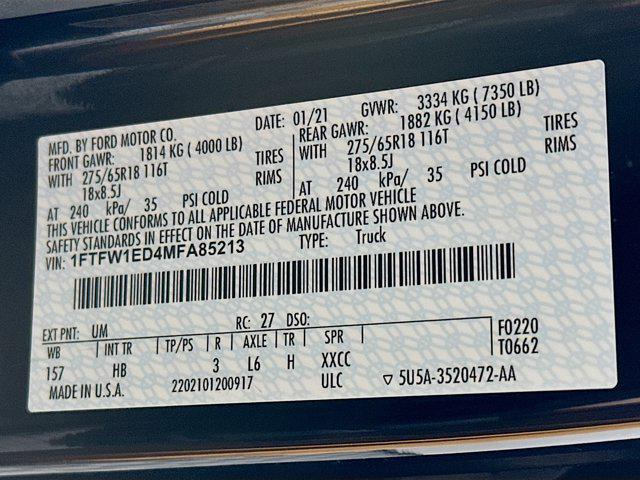 MFD. BY FORD MOTOR CO. DATE: 01/21 GVWR: 3334 KG ( 7350 LB)
FRONT GAWR: 1814 KG ( 4000 LB) REAR GAWR: 1882 KG ( 4150 LB)
WITH 275/65R18 116T TIRES WITH 275/65R18 116T TIRES
18x8.5J RIMS 18x8.5J RIMS
AT 240 kPa/ 35 PSI COLD AT 240 kPa/ 35 PSI COLD
THIS VEHICLE CONFORMS TO ALL APPLICABLE FEDERAL MOTOR VEHICLE
SAFETY STANDARDS IN EFFECT ON THE DATE OF MANUFACTURE SHOWN ABOVE.
VIN: 1FTFW1ED4MFA85213 TYPE: Truck
EXT PNT: UM RC: 27 DSO: F0220
WB INT TR TP/PS R AXLE TR SPR T0662
157 HB 3 L6 H XXCC
MADE IN U.S.A. 2202101200917 ULC ▽ 5U5A-3520472-AA